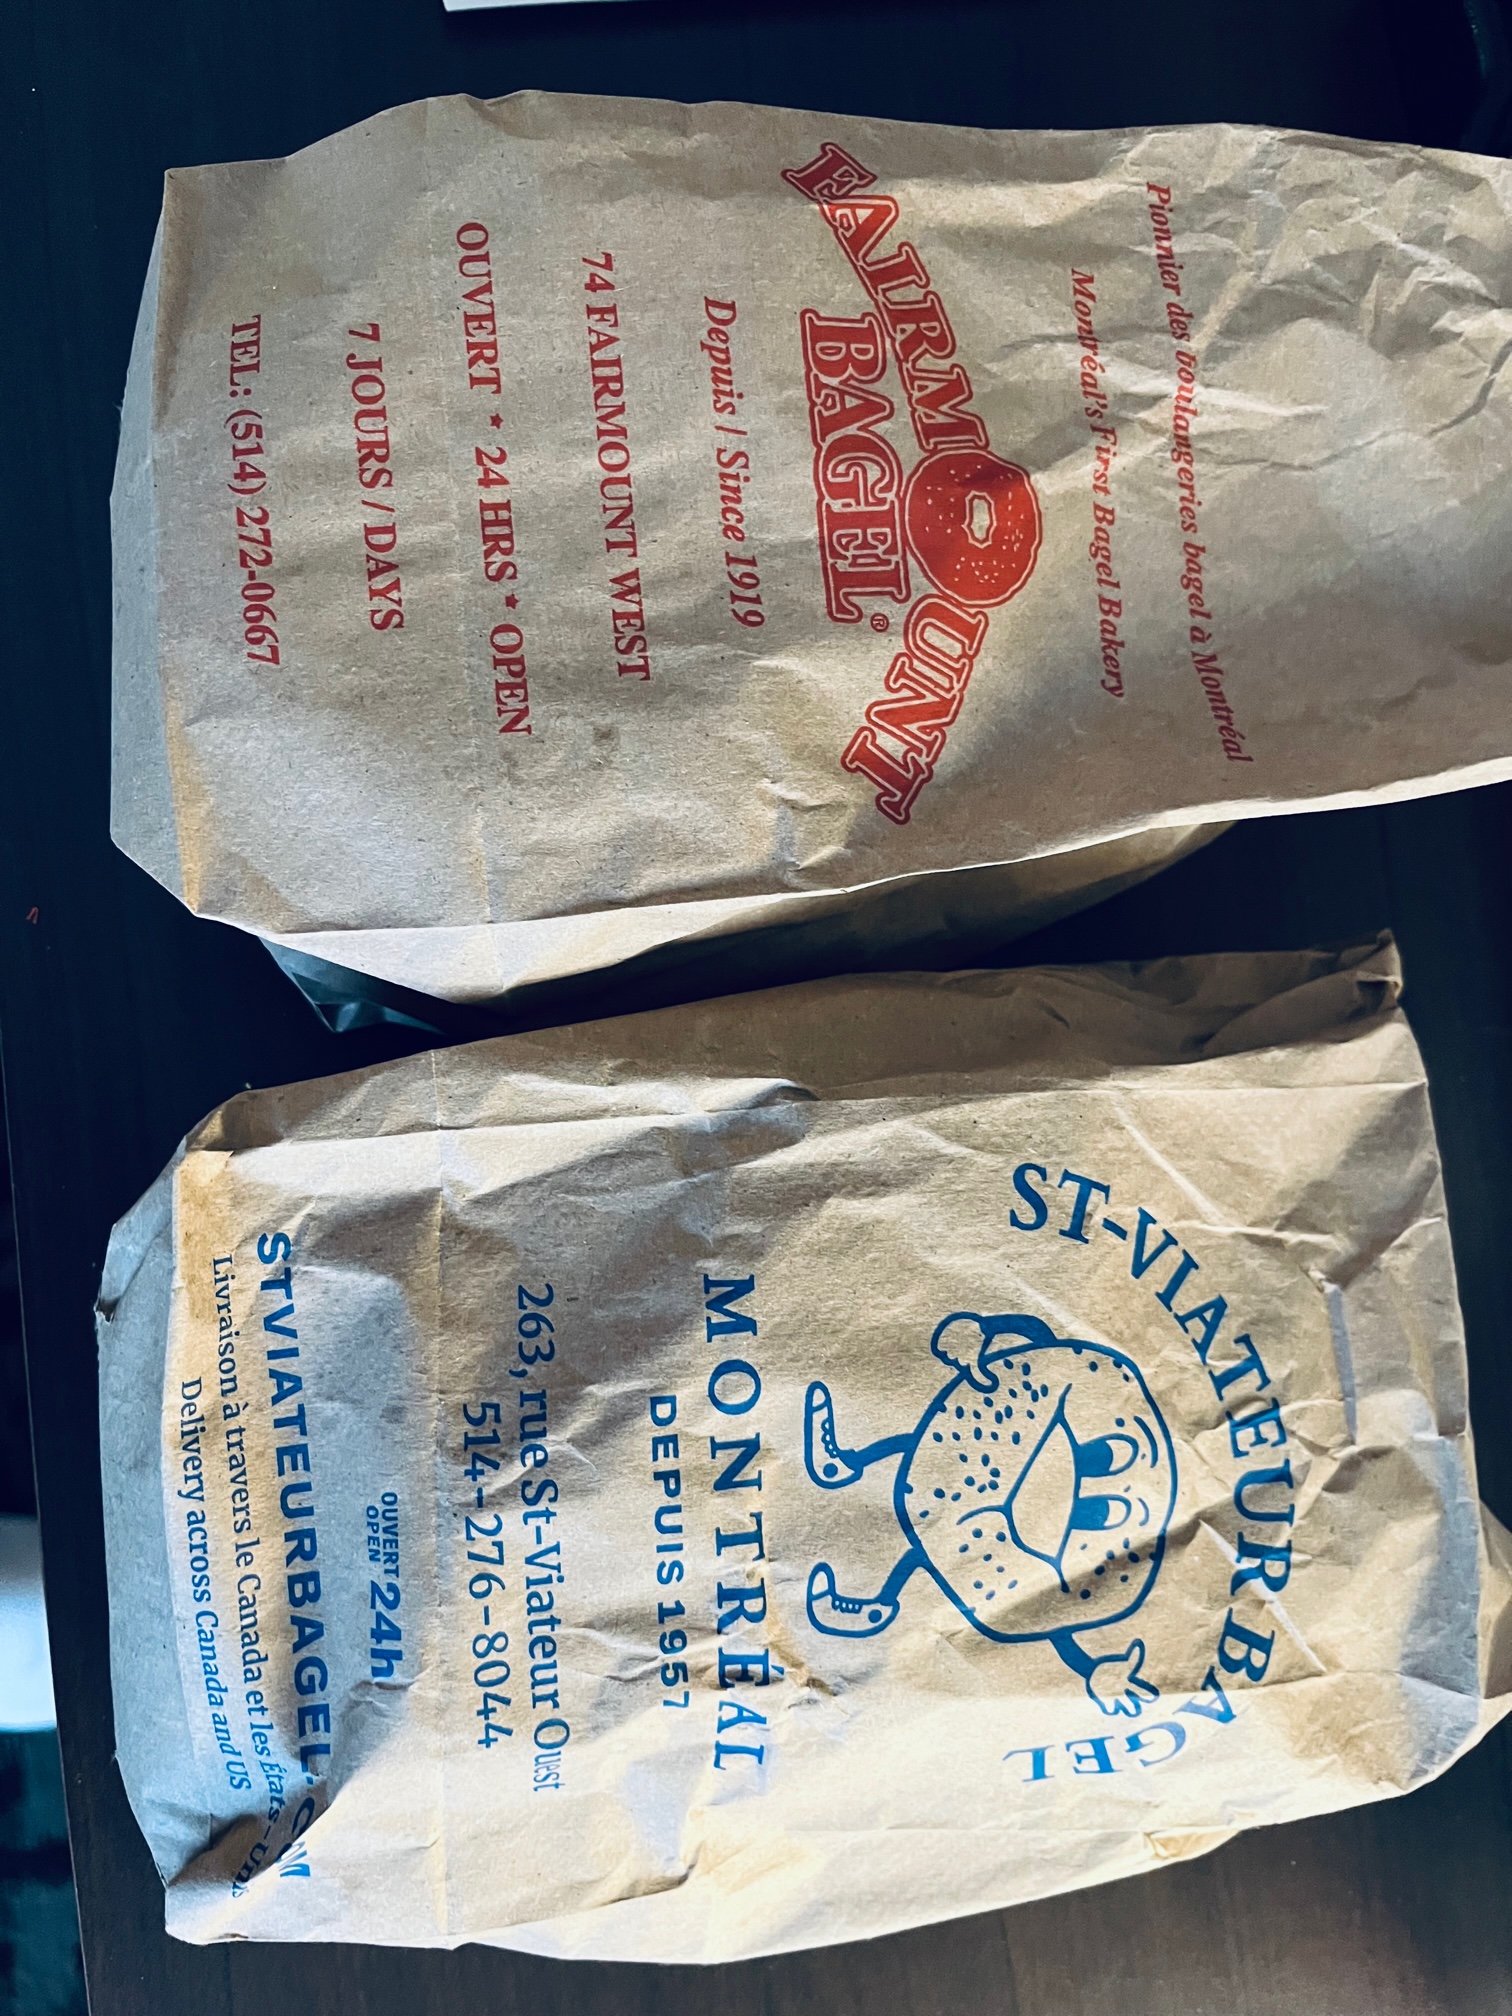 Pionnier des boulangeries bagel à Montréal
Montréal's First Bagel Bakery
FAIRMOUNT
BAGEL®
Depuis / Since 1919
74 FAIRMOUNT WEST
OUVERT * 24 HRS * OPEN
7 JOURS / DAYS
TEL: (514) 272-0667
ST-VIATEUR BAGEL
MONTRÉAL
DEPUIS 1957
263, rue St-Viateur Ouest
514-276-8044
OUVERT
OPEN 24h
STVIATEURBAGEL.COM
Livraison à travers le Canada et les États-Unis
Delivery across Canada and US